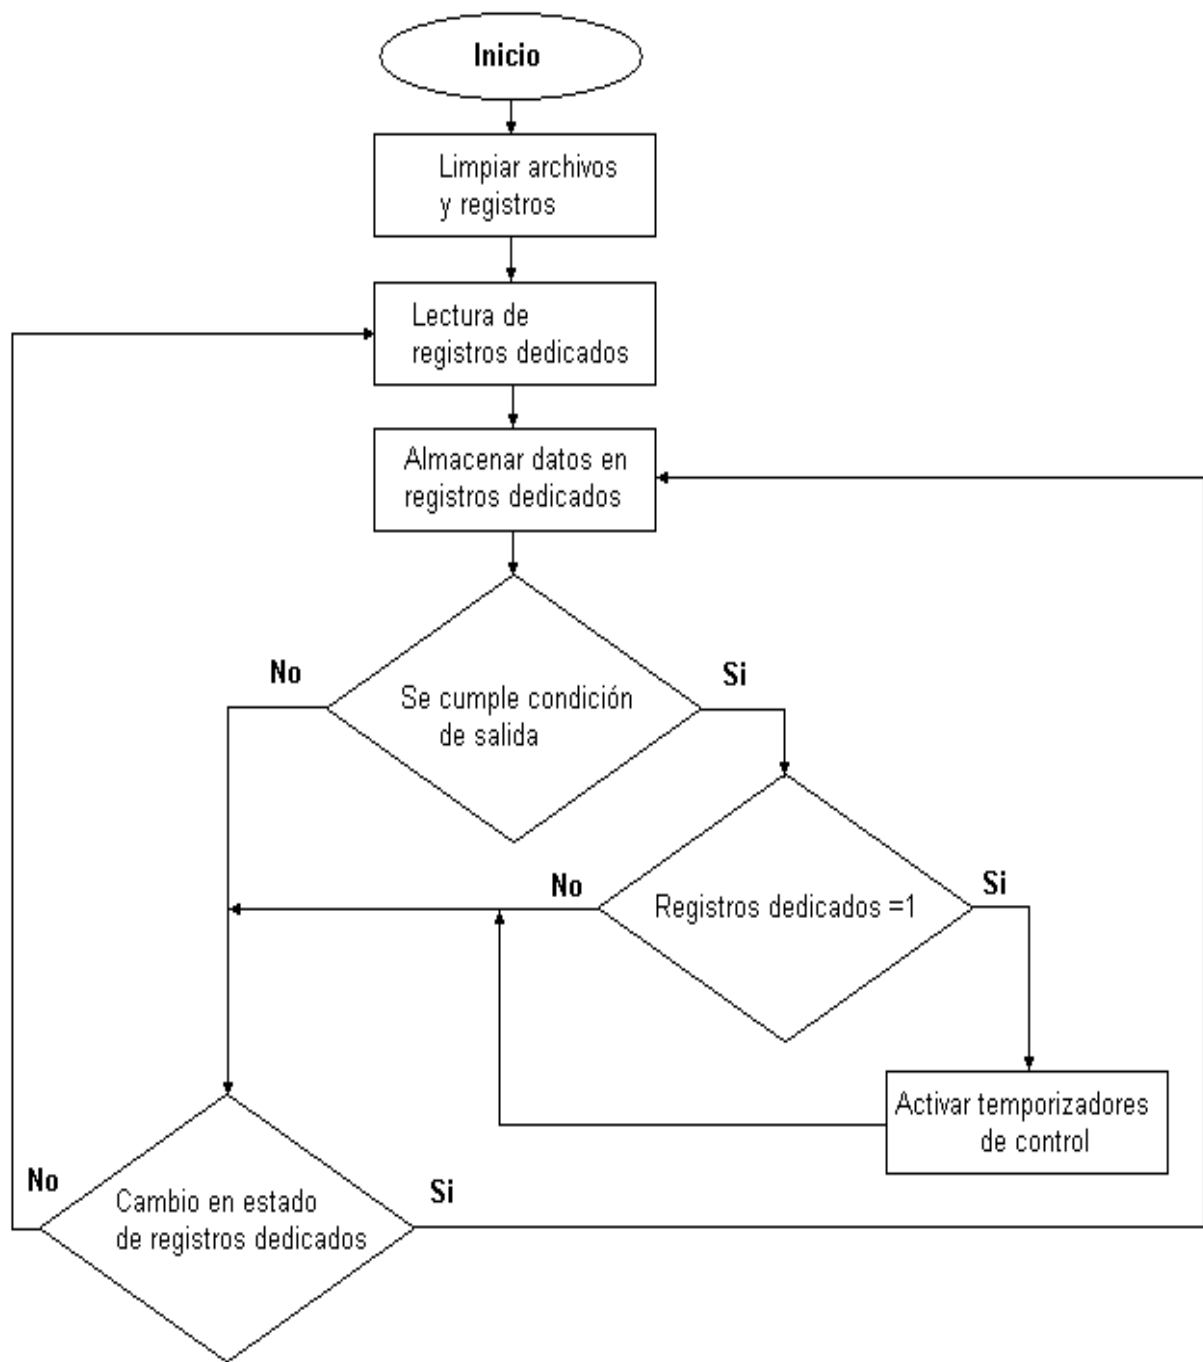 Inicio
Limpiar archivos
y registros
Lectura de
registros dedicados
Almacenar datos en
registros dedicados
No
Si
Se cumple condición
de salida
No
Si
Registros dedicados =1
Activar temporizadores
de control
No
Si
Cambio en estado
de registros dedicados